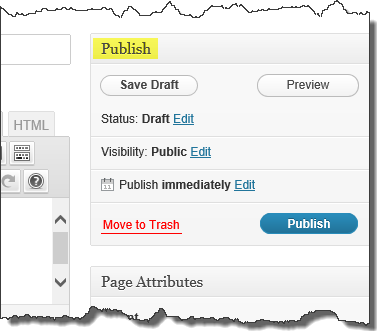 Publish
Save Draft Preview
Status: Draft Edit
HTML
Visibility: Public Edit
11 Publish immediately Edit
Move to Trash Publish
Page Attributes